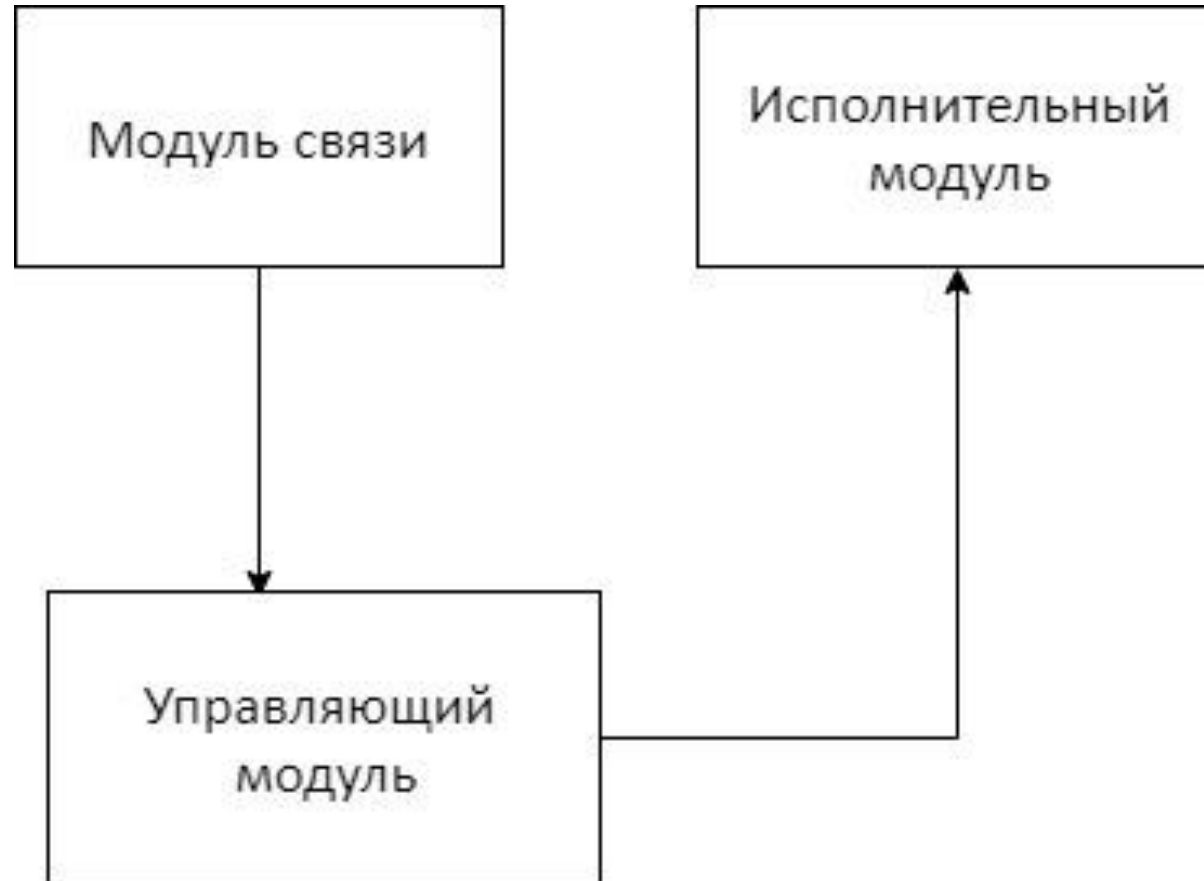 Модуль связи
Исполнительный
модуль
Управляющий
модуль